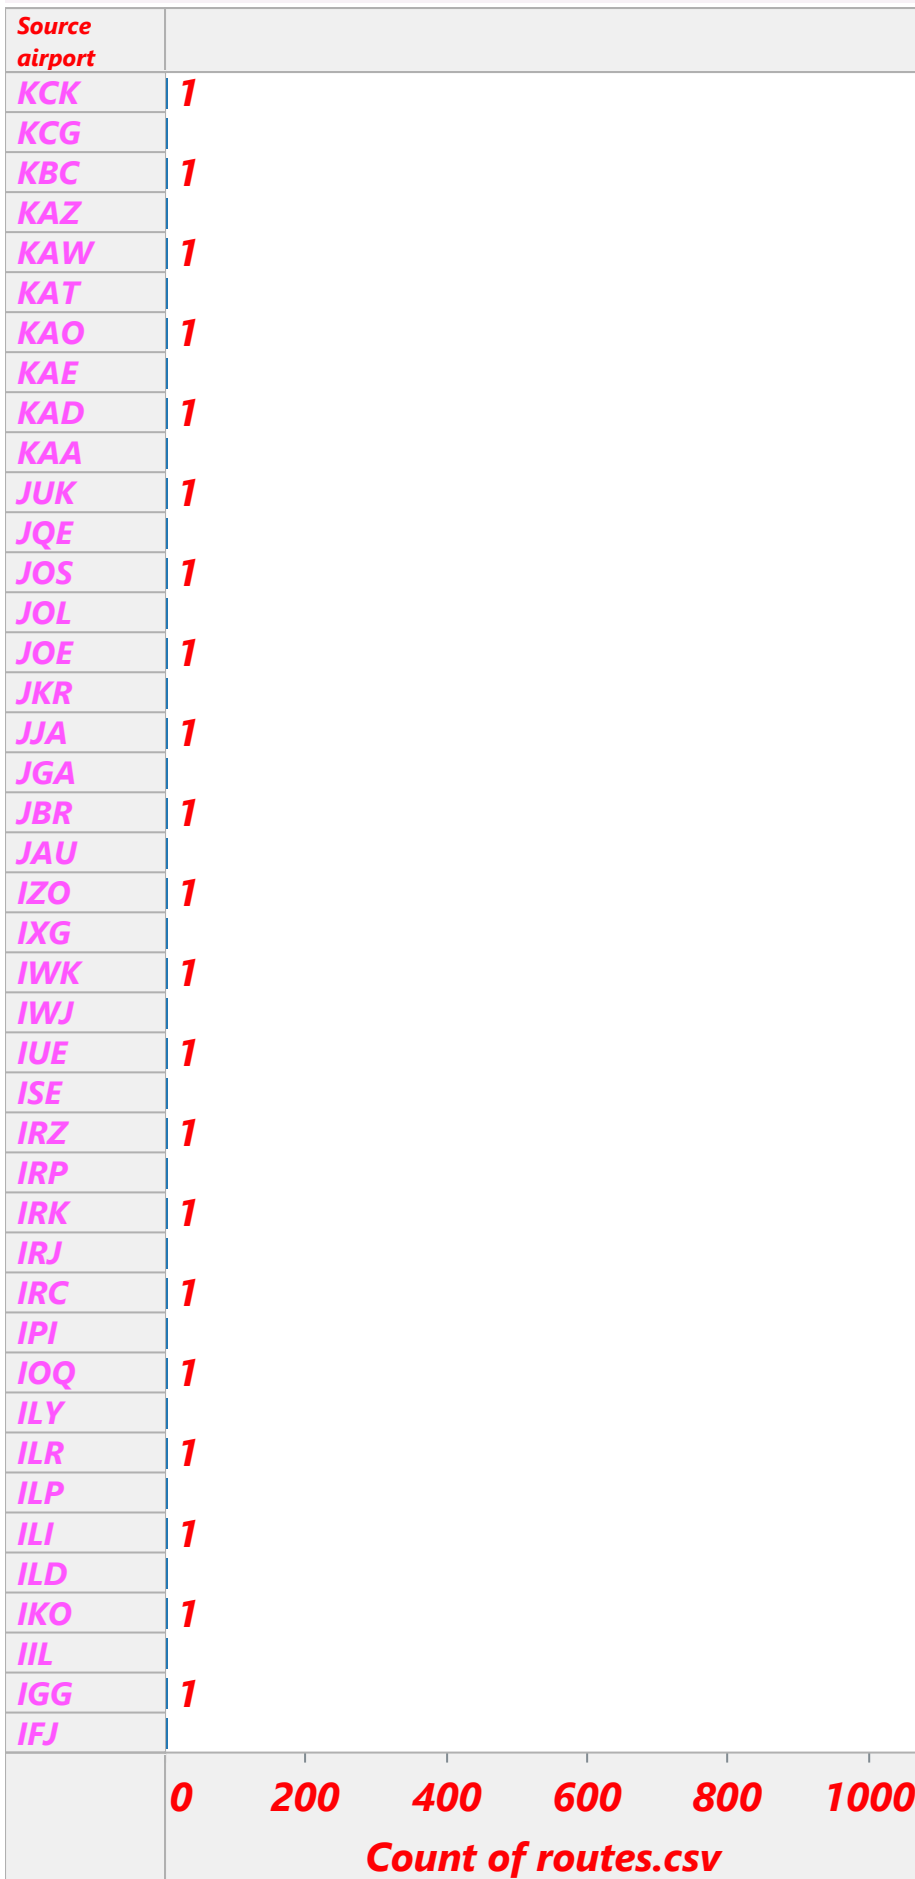 Source
airport
KCK 1
KCG
KBC 1
KAZ
KAW 1
KAT
KAO 1
KAE
KAD 1
KAA
JUK 1
JQE
JOS 1
JOL
JOE 1
JKR
JJA 1
JGA
JBR 1
JAU
IZO 1
IXG
IWK 1
IWJ
IUE 1
ISE
IRZ 1
IRP
IRK 1
IRJ
IRC 1
IPI
IOQ 1
ILY
ILR 1
ILP
ILI 1
ILD
IKO 1
IIL
IGG 1
IFJ
0 200 400 600 800 1000
Count of routes.csv